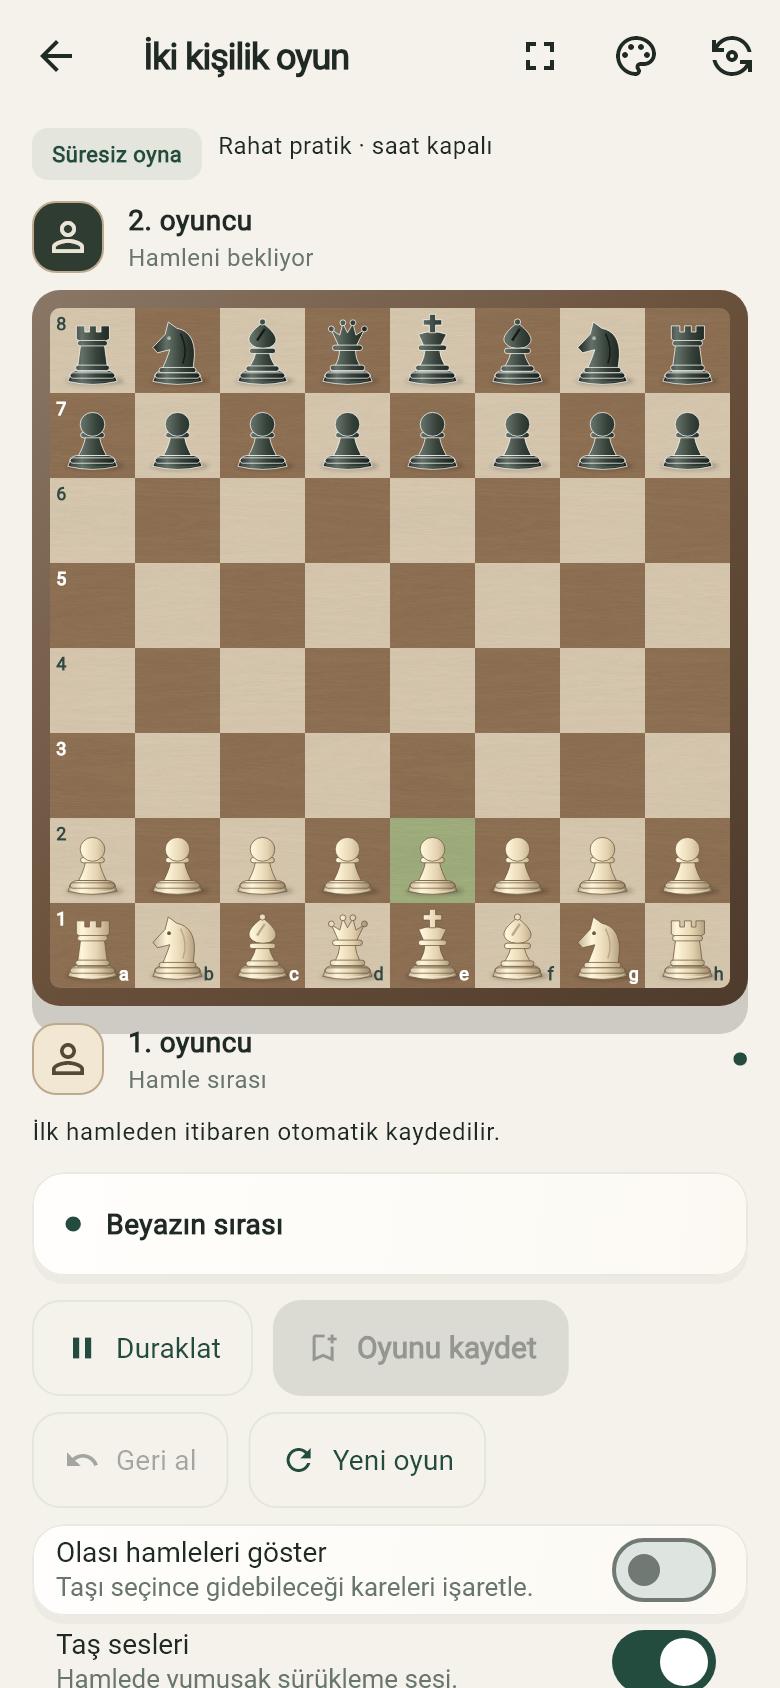 İki kişilik oyun
Süresiz oyna
Rahat pratik · saat kapalı
2. oyuncu
Hamleni bekliyor
8
7
6
5
4
3
2
1
a b c d e f g h
1. oyuncu
Hamle sırası
İlk hamleden itibaren otomatik kaydedilir.
Beyazın sırası
Duraklat
Oyunu kaydet
Geri al
Yeni oyun
Olası hamleleri göster
Taşı seçince gidebileceği kareleri işaretle.
Taş sesleri
Hamlede yumuşak sürükleme sesi.